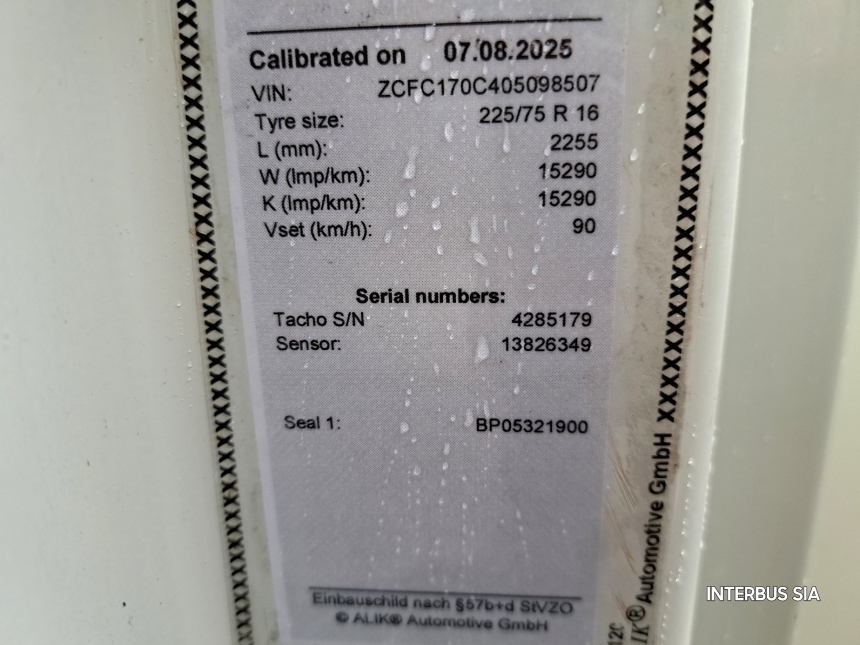 Calibrated on 07.08.2025
VIN: ZCFC170C405098507
Tyre size: 225/75 R 16
L (mm): 2255
W (Imp/km): 15290
K (Imp/km): 15290
Vset (km/h): 90
Serial numbers:
Tacho S/N 4285179
Sensor: 13826349
Seal 1: BP05321900
Einbauschild nach §57b+d StVZO
© ALIK® Automotive GmbH
® Automotive GmbH XXXXXXXXXXXXXXXXXXXXXXXX
INTERBUS SIA